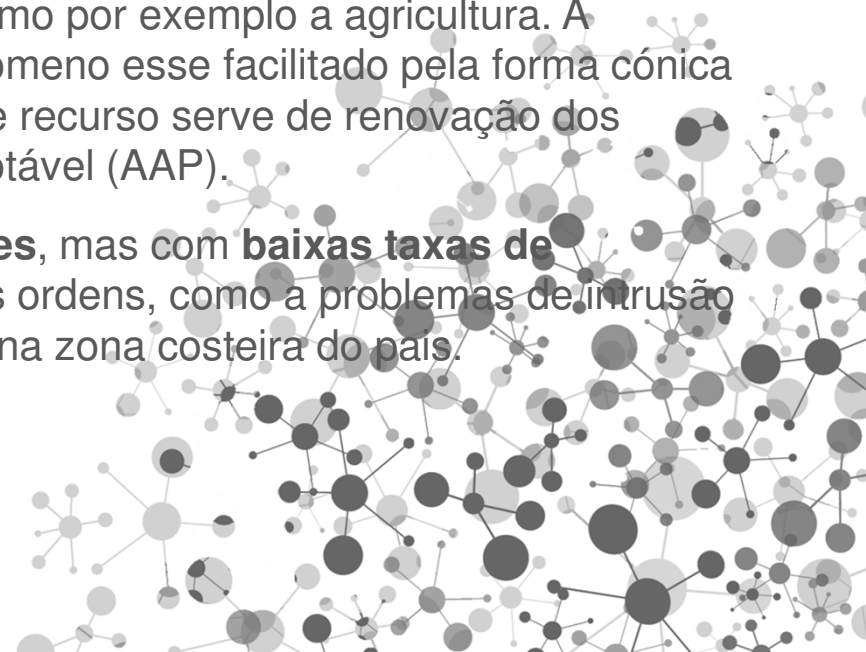 mo por exemplo a agricultura. A
omeno esse facilitado pela forma cónica
e recurso serve de renovação dos
otável (AAP).
es, mas com baixas taxas de
s ordens, como a problemas de intrusão
na zona costeira do pais.